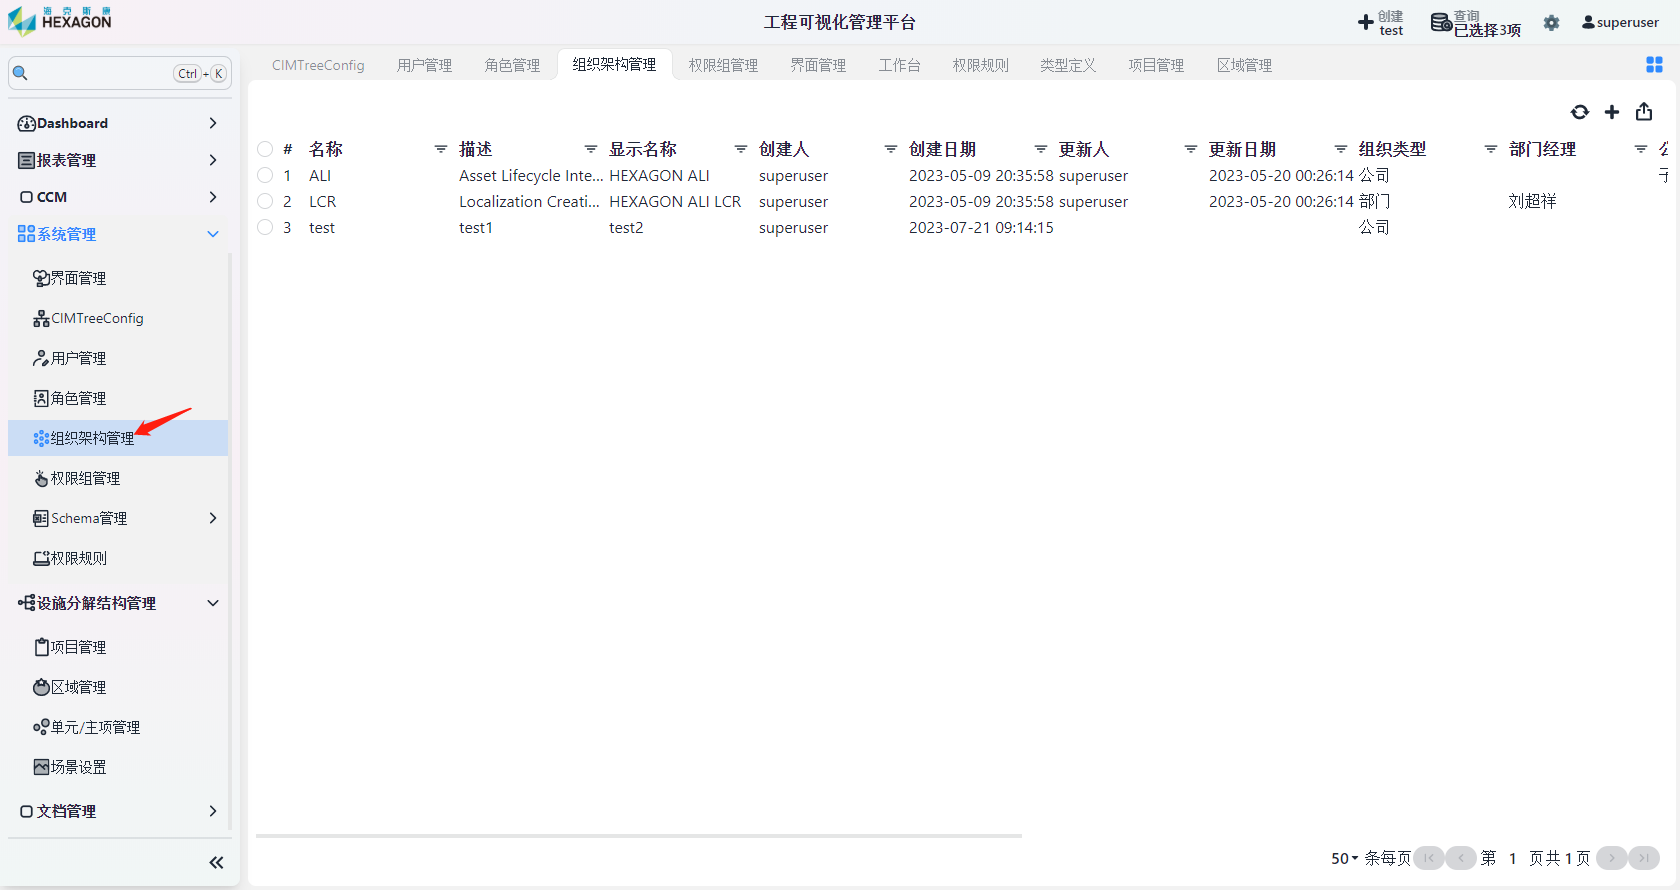 海克斯康
HEXAGON
工程可视化管理平台
创建
test
查询
已选择3项
superuser
Ctrl + K
CIMTreeConfig 用户管理 角色管理 组织架构管理 权限组管理 界面管理 工作台 权限规则 类型定义 项目管理 区域管理
Dashboard
报表管理
CCM
系统管理
界面管理
CIMTreeConfig
用户管理
角色管理
组织架构管理
权限组管理
Schema管理
权限规则
设施分解结构管理
项目管理
区域管理
单元/主项管理
场景设置
文档管理
# 名称 描述 显示名称 创建人 创建日期 更新人 更新日期 组织类型 部门经理
1 ALI Asset Lifecycle Inte... HEXAGON ALI superuser 2023-05-09 20:35:58 superuser 2023-05-20 00:26:14 公司
2 LCR Localization Creati... HEXAGON ALI LCR superuser 2023-05-09 20:35:58 superuser 2023-05-20 00:26:14 部门 刘超祥
3 test test1 test2 superuser 2023-07-21 09:14:15 公司
50 条每页 第 1 页共1页